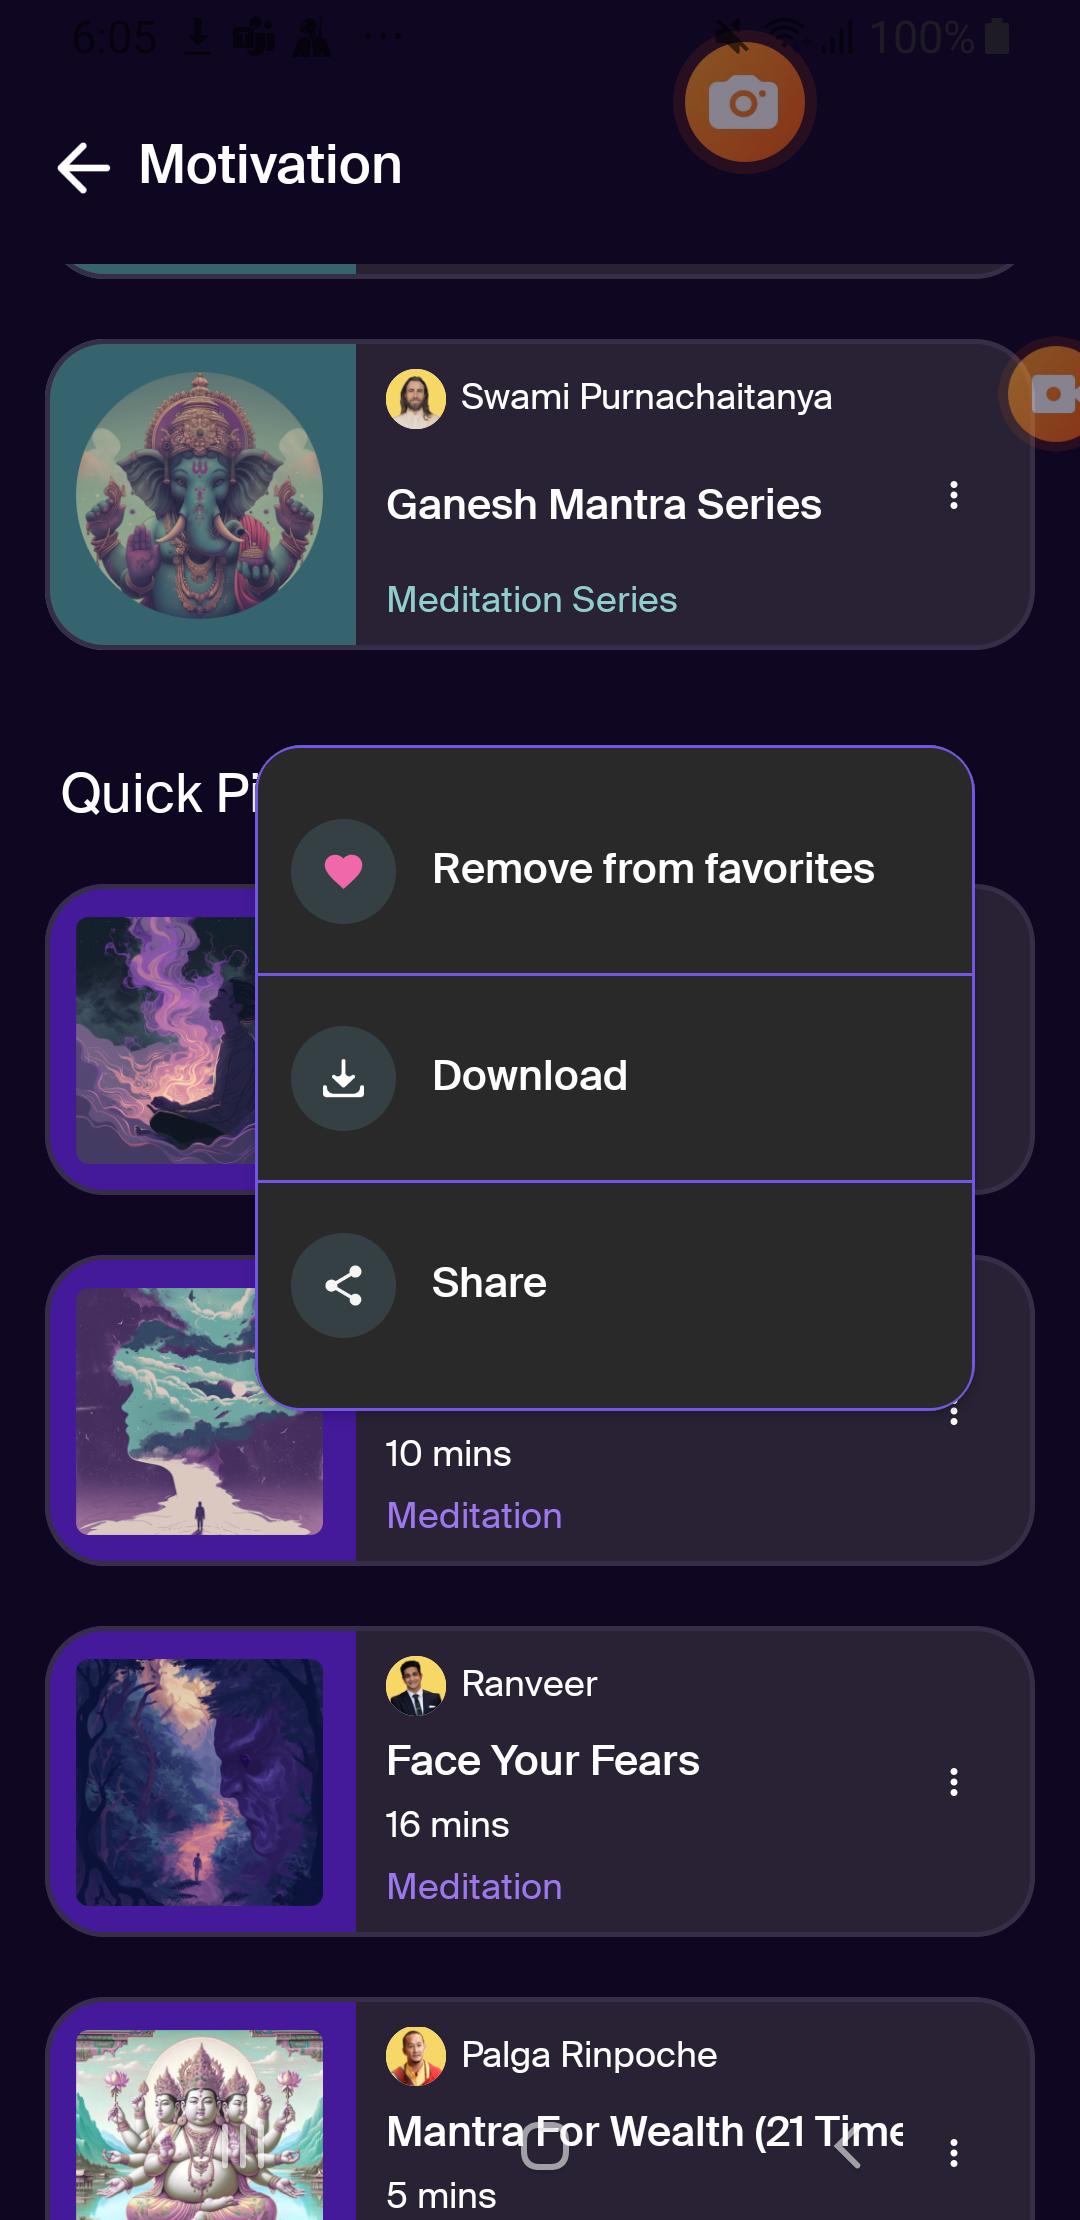 6:05
100%
Motivation
Swami Purnachaitanya
Ganesh Mantra Series
Meditation Series
Quick Pi
Remove from favorites
Download
Share
10 mins
Meditation
Ranveer
Face Your Fears
16 mins
Meditation
Palga Rinpoche
Mantra For Wealth (21 Time
5 mins